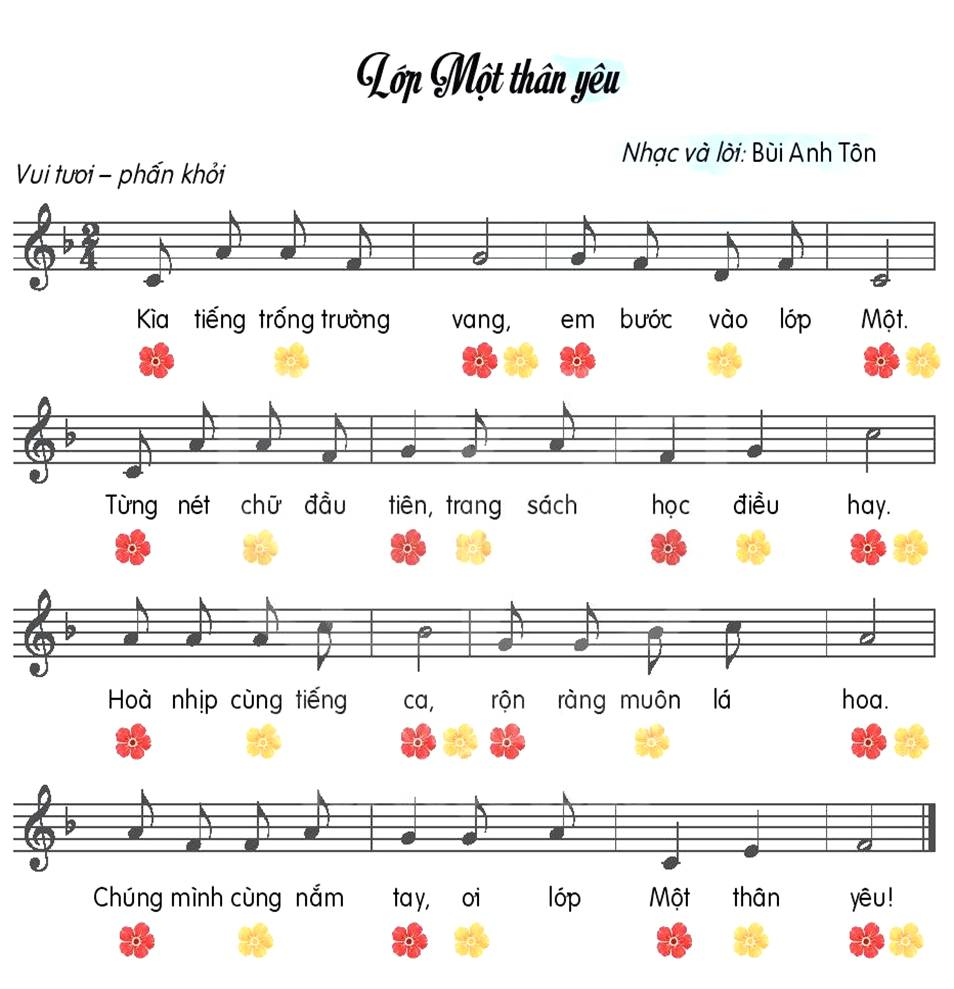 Lớp Một thân yêu
Nhạc và lời: Bùi Anh Tôn
Vui tươi – phấn khởi
2
4
Kìa tiếng trống trường vang, em bước vào lớp Một.
Từng nét chữ đầu tiên, trang sách học điều hay.
Hoà nhịp cùng tiếng ca, rộn ràng muôn lá hoa.
Chúng mình cùng nắm tay, ơi lớp Một thân yêu!